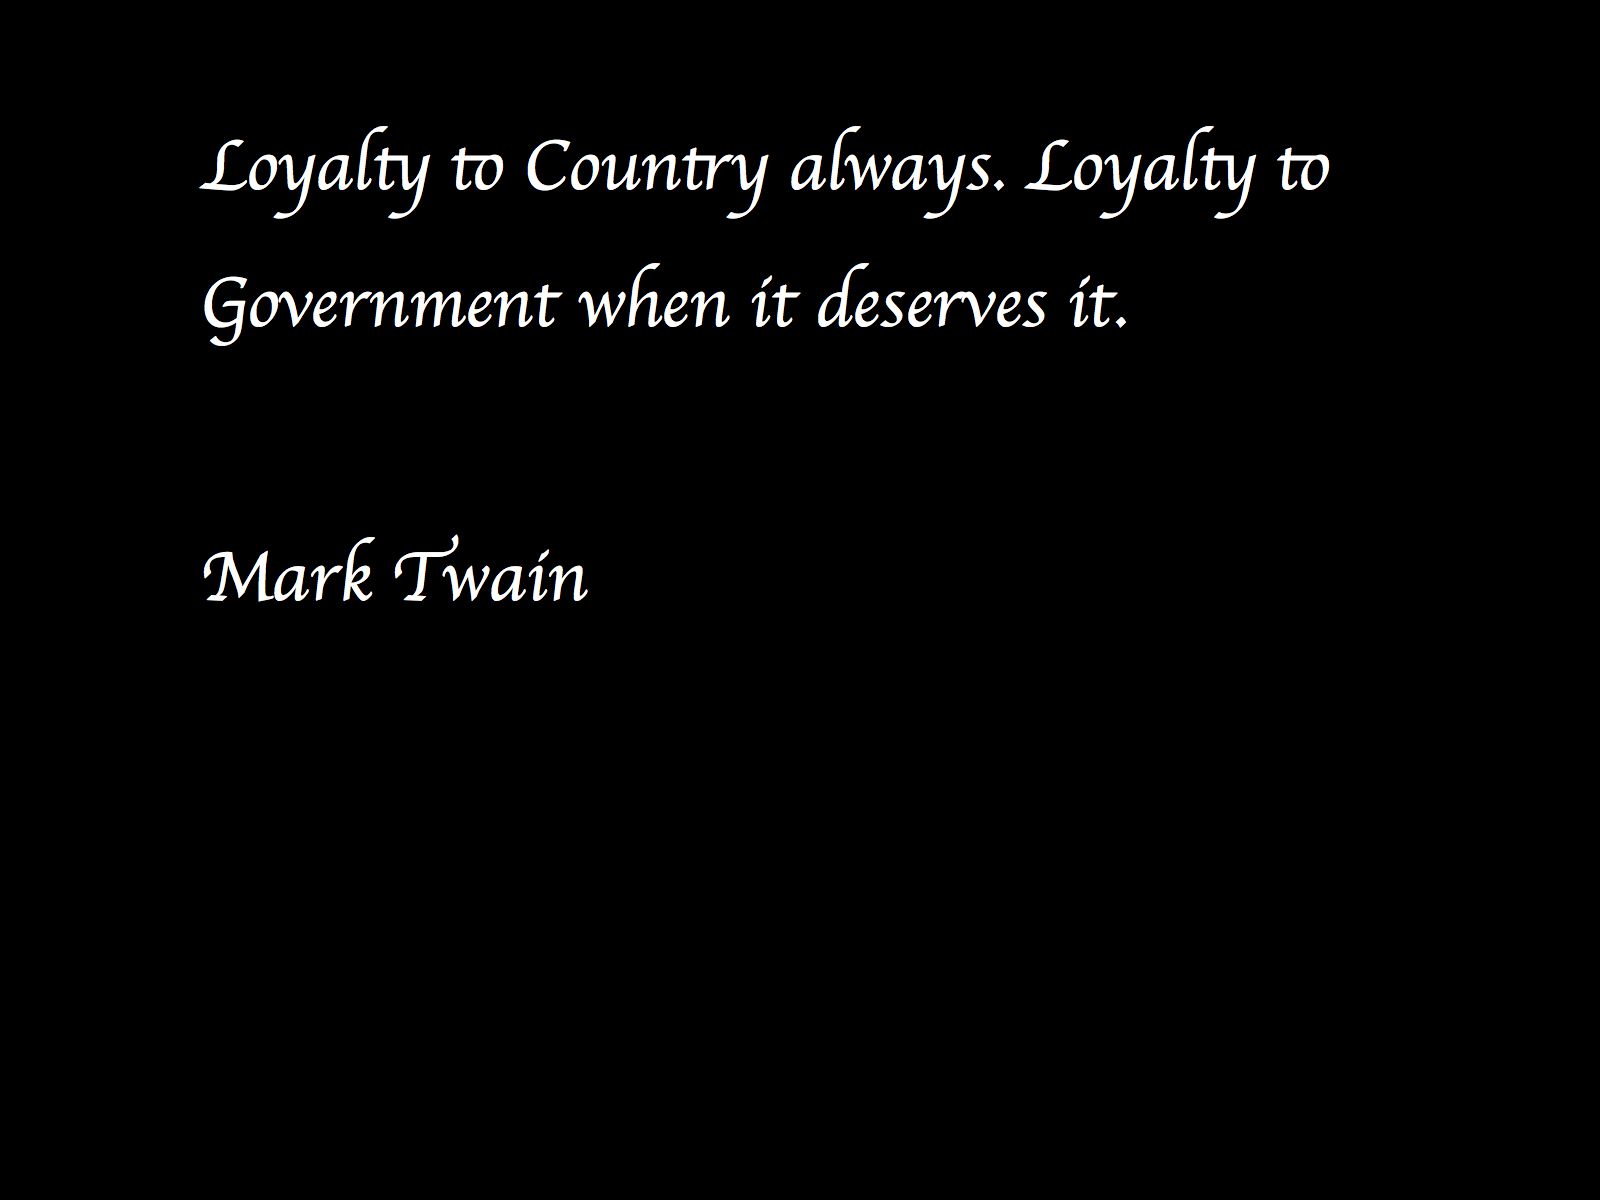 Loyalty to Country always. Loyalty to
Government when it deserves it.
Mark Twain